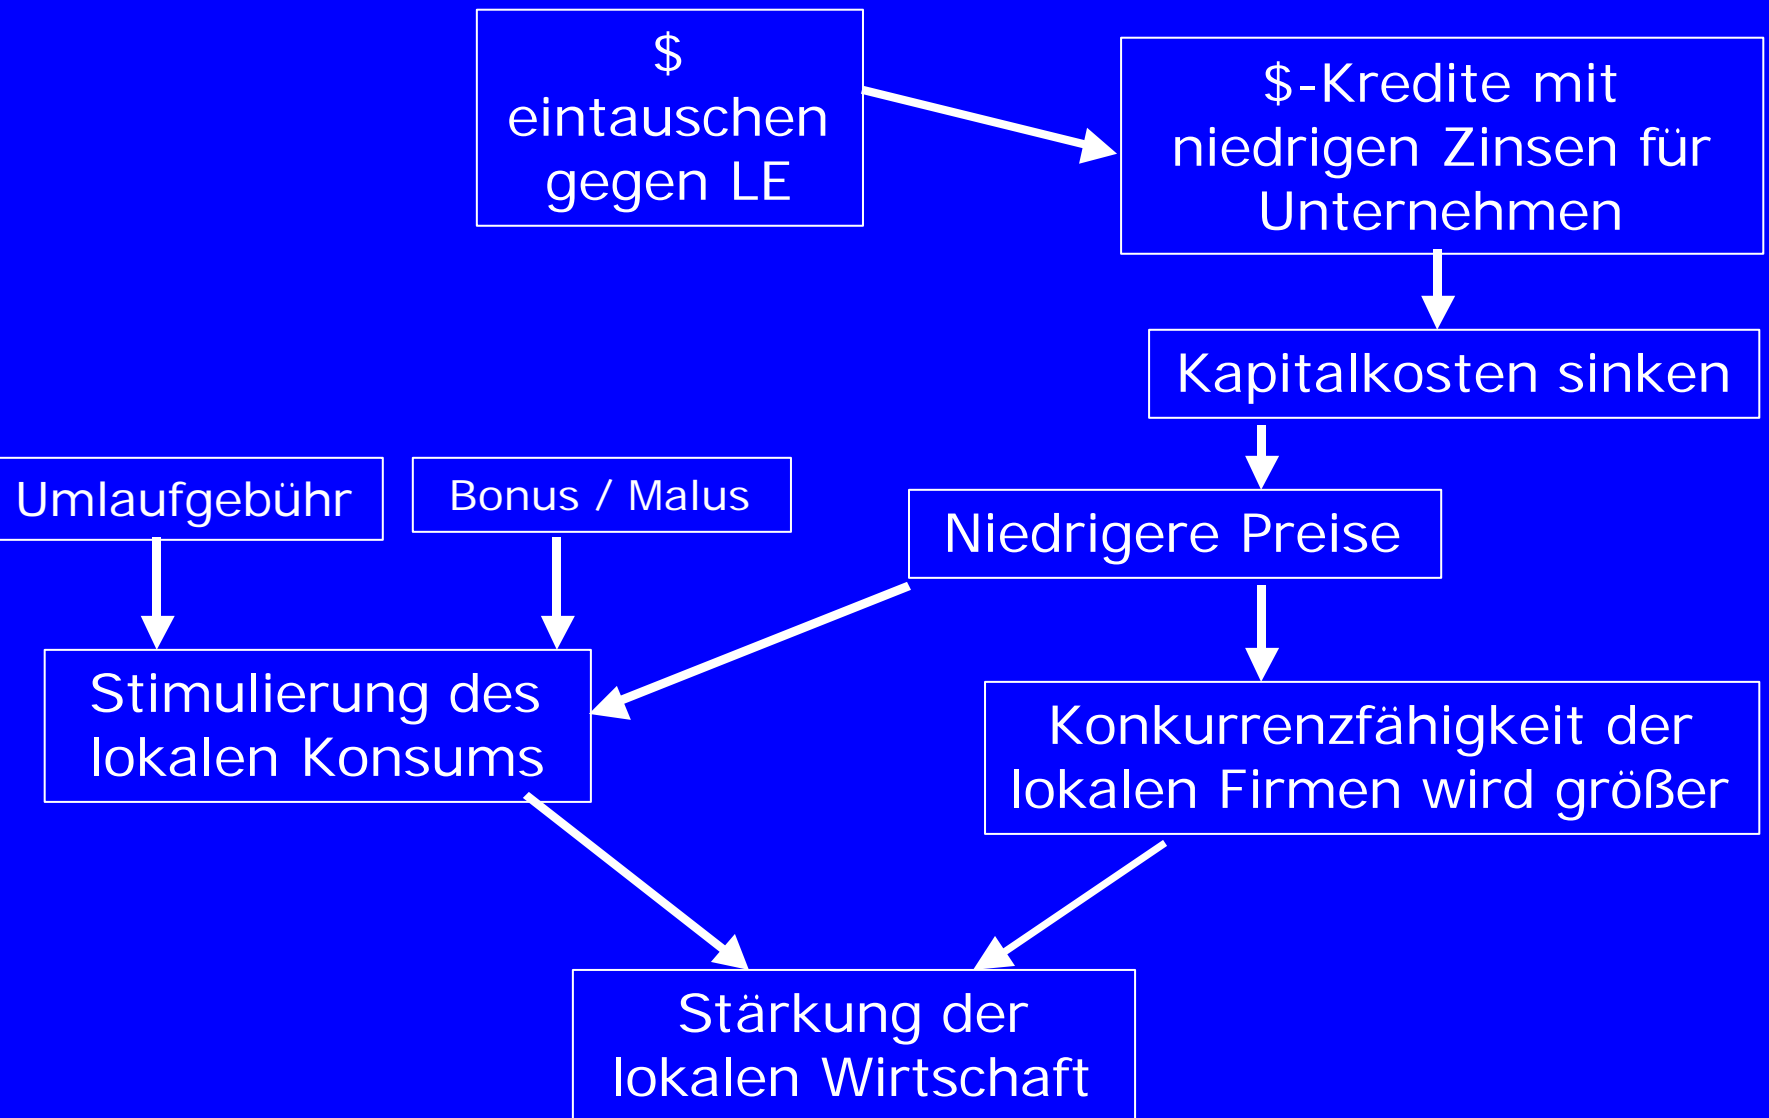 $
eintauschen
gegen LE
$-Kredite mit
niedrigen Zinsen für
Unternehmen
Kapitalkosten sinken
Umlaufgebühr
Bonus / Malus
Niedrigere Preise
Stimulierung des
lokalen Konsums
Konkurrenzfähigkeit der
lokalen Firmen wird größer
Stärkung der
lokalen Wirtschaft